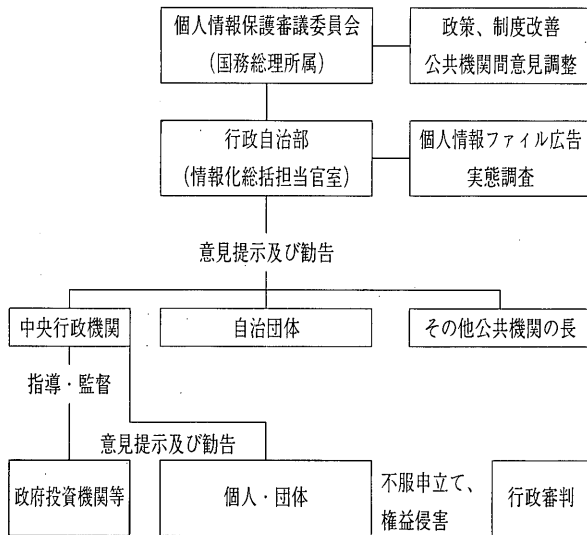 個人情報保護審議委員会
(国務総理所属)
政策、制度改善
公共機関間意見調整
行政自治部
(情報化総括担当官室)
個人情報ファイル広告
実態調査
意見提示及び勧告
中央行政機関
自治団体
その他公共機関の長
指導・監督
意見提示及び勧告
政府投資機関等
個人・団体
不服申立て、
権益侵害
行政審判